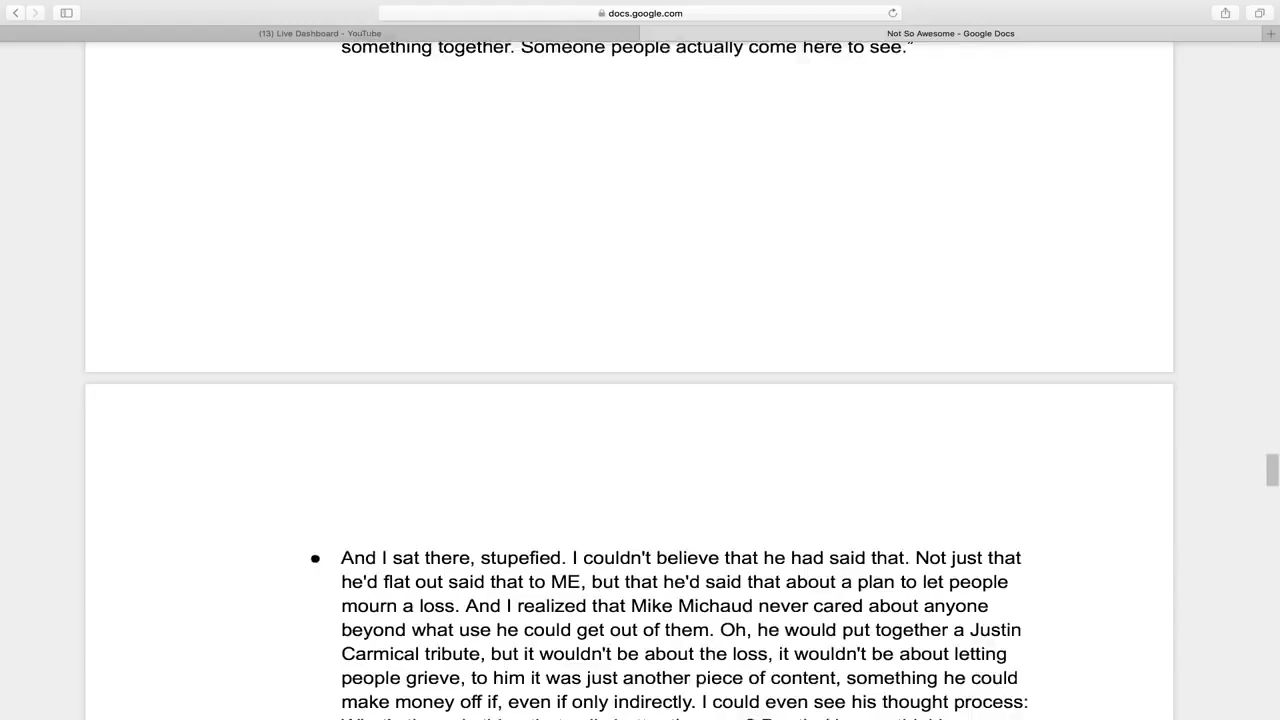 docs.google.com
(13) Live Dashboard - YouTube
Not So Awesome - Google Docs
something together. Someone people actually come here to see."
And I sat there, stupefied. I couldn't believe that he had said that. Not just that
he'd flat out said that to ME, but that he'd said that about a plan to let people
mourn a loss. And I realized that Mike Michaud never cared about anyone
beyond what use he could get out of them. Oh, he would put together a Justin
Carmical tribute, but it wouldn't be about the loss, it wouldn't be about letting
people grieve, to him it was just another piece of content, something he could
make money off if, even if only indirectly. I could even see his thought process: